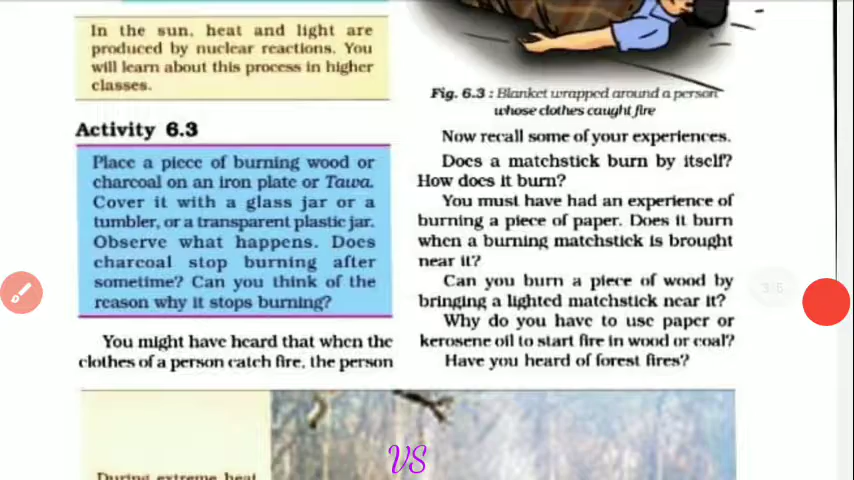 In the sun, heat and light are
produced by nuclear reactions. You
will learn about this process in higher
classes.
Activity 6.3
Place a piece of burning wood or
charcoal on an iron plate or Tawa.
Cover it with a glass jar or a
tumbler, or a transparent plastic jar.
Observe what happens. Does
charcoal stop burning after
sometime? Can you think of the
reason why it stops burning?
You might have heard that when the
clothes of a person catch fire, the person
During extreme heat
Fig. 6.3 : Blanket wrapped around a person
whose clothes caught fire
Now recall some of your experiences.
Does a matchstick burn by itself?
How does it burn?
You must have had an experience of
burning a piece of paper. Does it burn
when a burning matchstick is brought
near it?
Can you burn a piece of wood by
bringing a lighted matchstick near it?
Why do you have to use paper or
kerosene oil to start fire in wood or coal?
Have you heard of forest fires?
VS